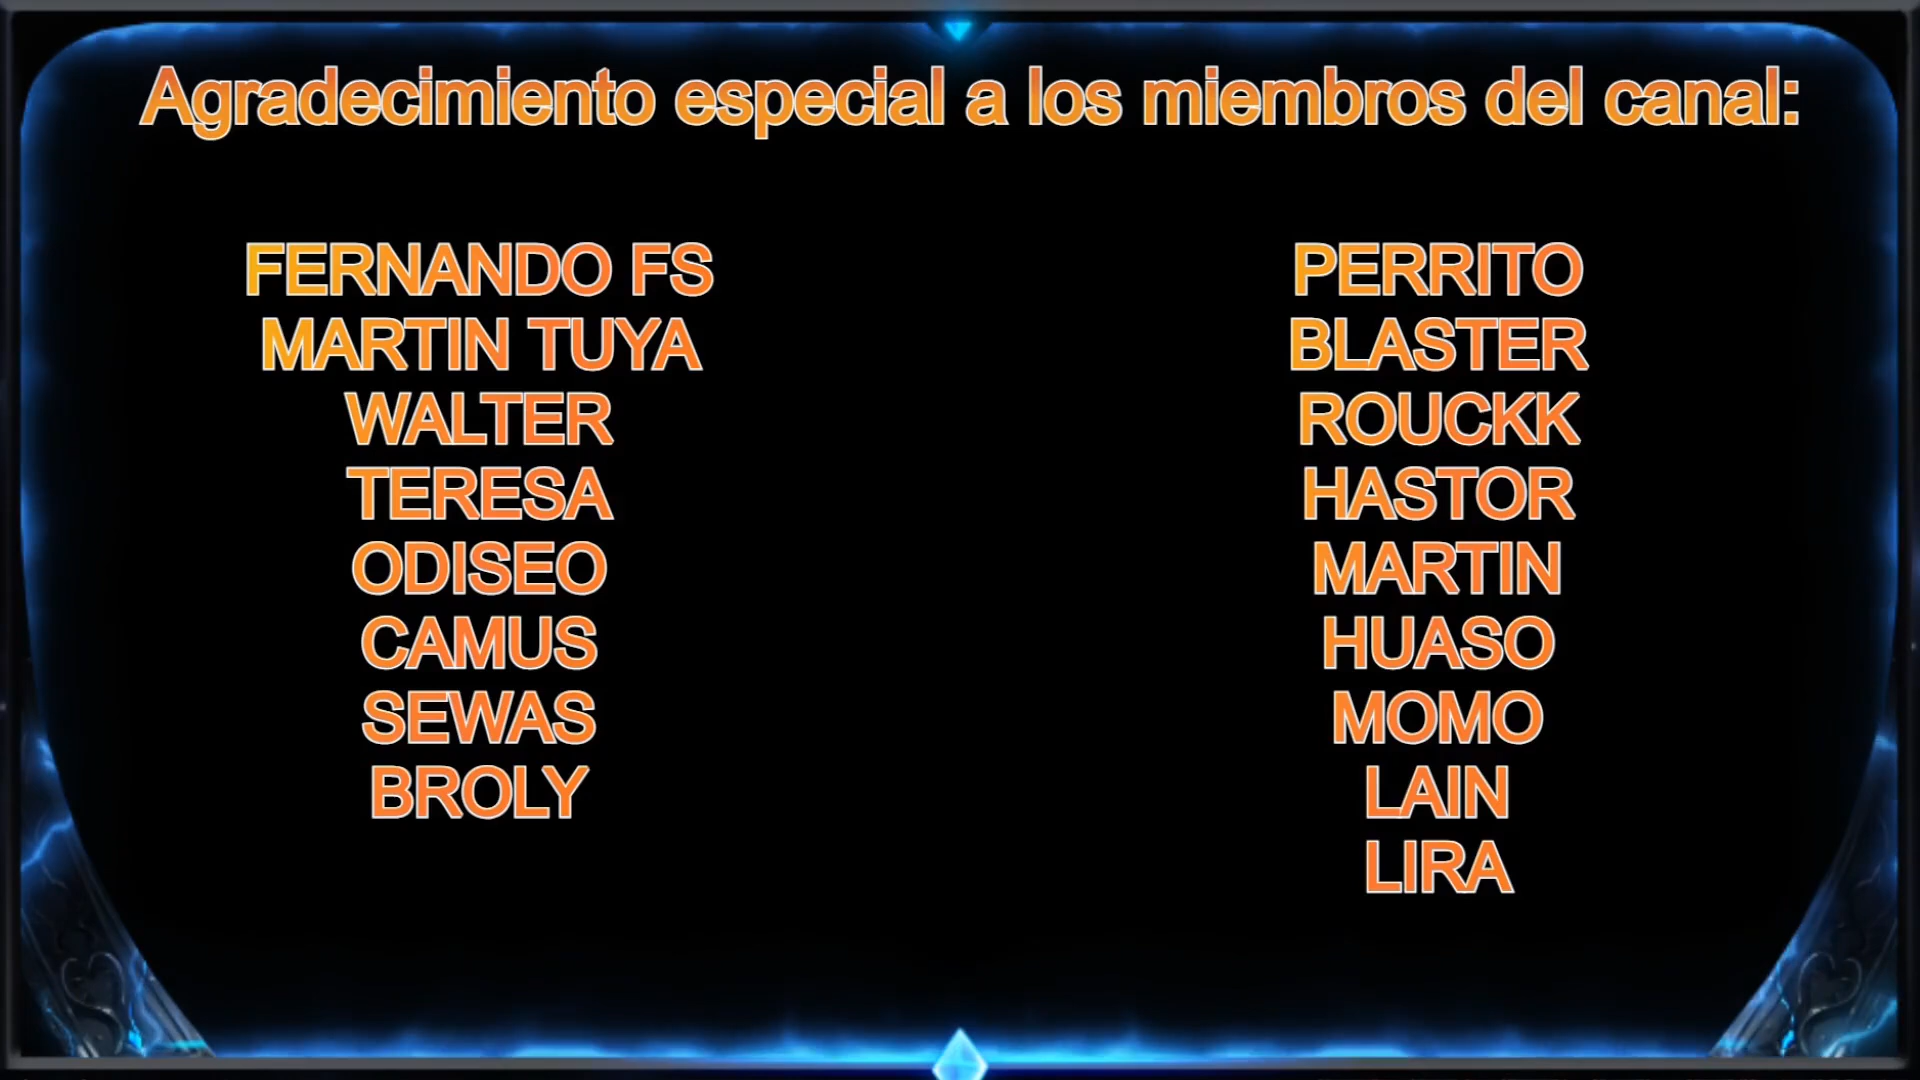 Agradecimiento especial a los miembros del canal:
FERNANDO FS
MARTIN TUYA
WALTER
TERESA
ODISEO
CAMUS
SEWAS
BROLY
PERRITO
BLASTER
ROUCKK
HASTOR
MARTIN
HUASO
MOMO
LAIN
LIRA